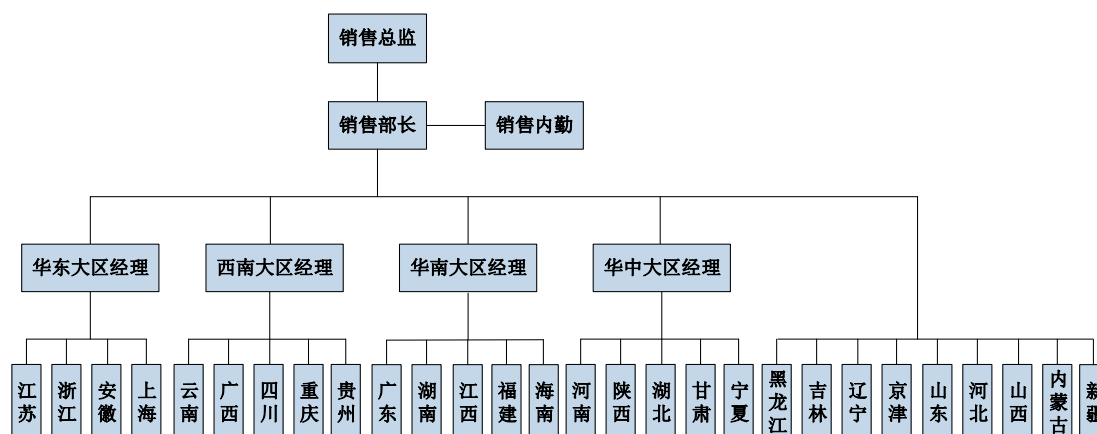 销售总监
销售部长
销售内勤
华东大区经理
西南大区经理
华南大区经理
华中大区经理
江苏
浙江
安徽
上海
云南
广西
四川
重庆
贵州
广东
湖南
江西
福建
海南
河南
陕西
湖北
甘肃
宁夏
黑龙江
吉林
辽宁
京津
山东
河北
山西
内蒙古
新疆